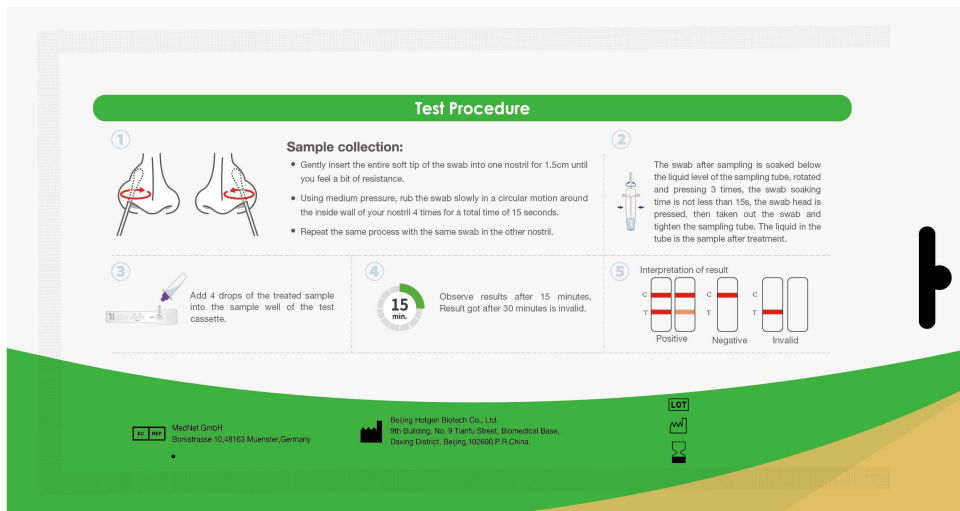 Test Procedure
1
Sample collection:
• Gently insert the entire soft tip of the swab into one nostril for 1.5cm until
you feel a bit of resistance.
• Using medium pressure, rub the swab slowly in a circular motion around
the inside wall of your nostril 4 times for a total time of 15 seconds.
• Repeat the same process with the same swab in the other nostril.
2
The swab after sampling is soaked below
the liquid level of the sampling tube, rotated
and pressing 3 times, the swab soaking
time is not less than 15s, the swab head is
pressed, then taken out the swab and
tighten the sampling tube. The liquid in the
tube is the sample after treatment.
3
Add 4 drops of the treated sample
into the sample well of the test
cassette.
4
15
min.
Observe results after 15 minutes,
Result got after 30 minutes is invalid.
5
Interpretation of result
C C C
T T T
Positive Negative Invalid
EC REP
MedNet GmbH
Borkstrasse 10,48163 Muenster,Germany
Beijing Hotgen Biotech Co., Ltd.
9th Building, No. 9 Tianfu Street, Biomedical Base,
Daxing District, Beijing,102600,P.R.China.
LOT